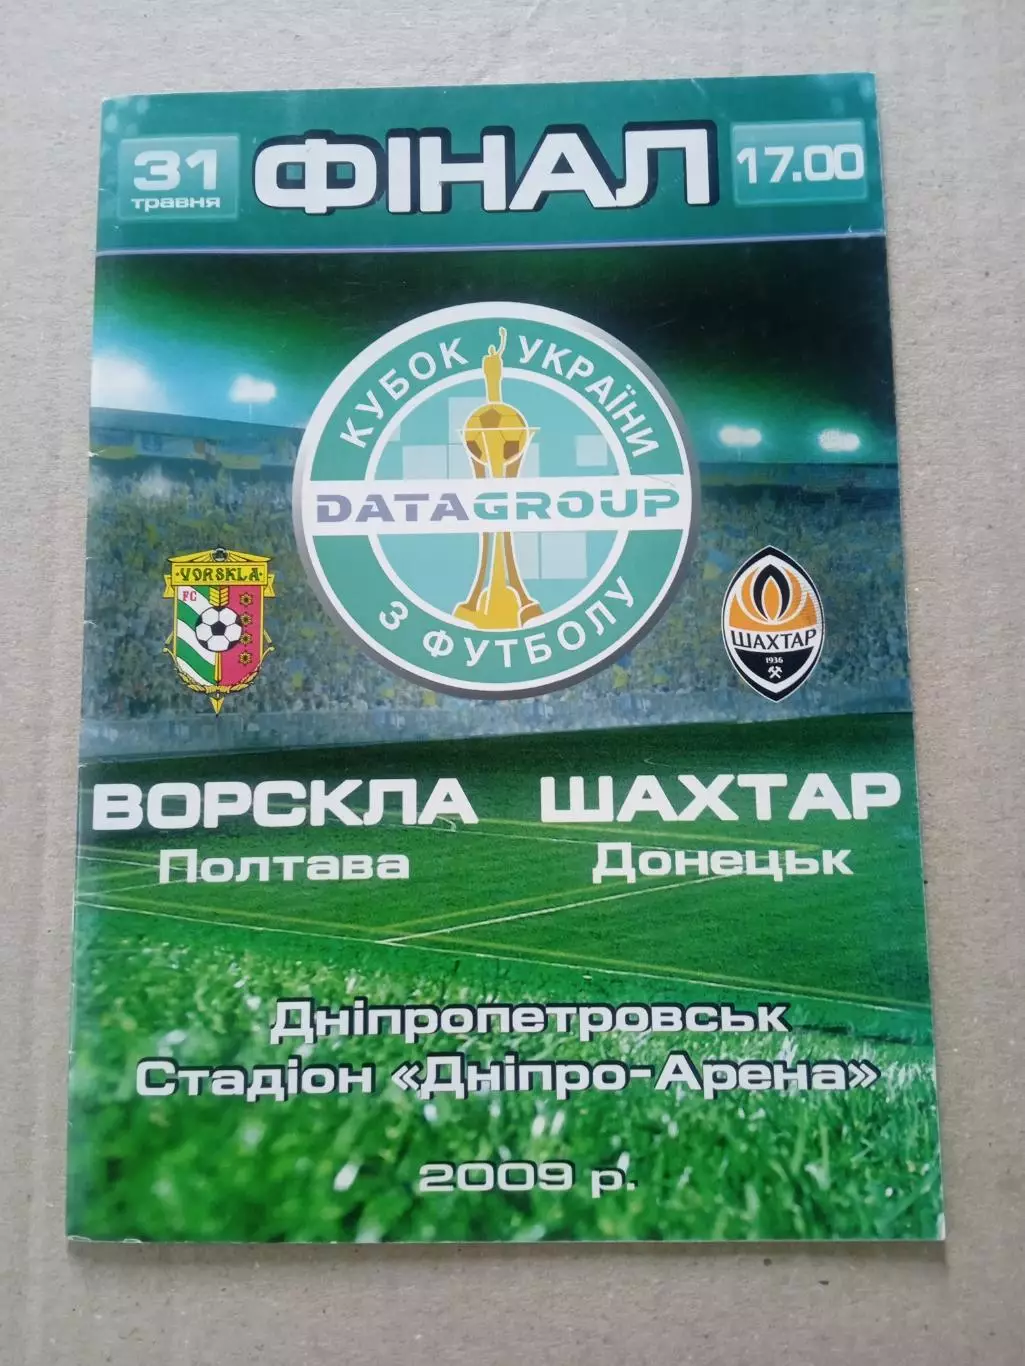 31
травня
ФІНАЛ
17.00
КУБОК УКРАЇНИ
DATAGROUP
З ФУТБОЛУ
VORSKLA
FC
ШАХТАР
1936
ВОРСКЛА
Полтава
ШАХТАР
Донецьк
Дніпропетровськ
Стадіон «Дніпро-Арена»
2009 р.